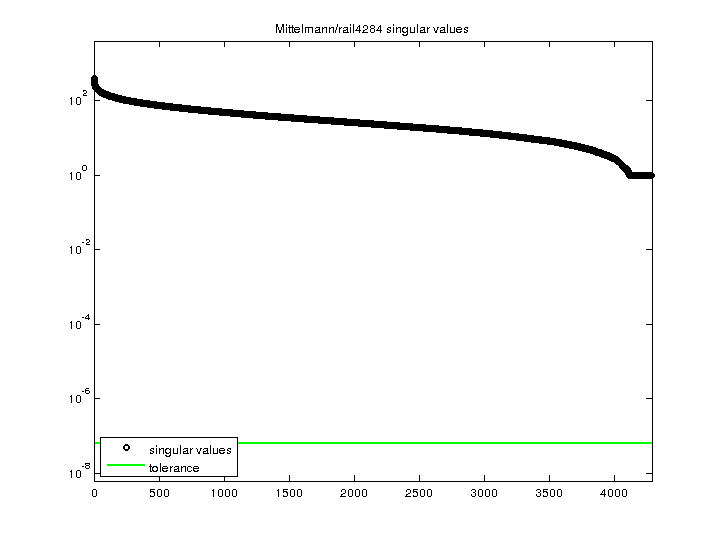 Mittelmann/rail4284 singular values
10^2
10^0
10^-2
10^-4
10^-6
10^-8
singular values
tolerance
0 500 1000 1500 2000 2500 3000 3500 4000